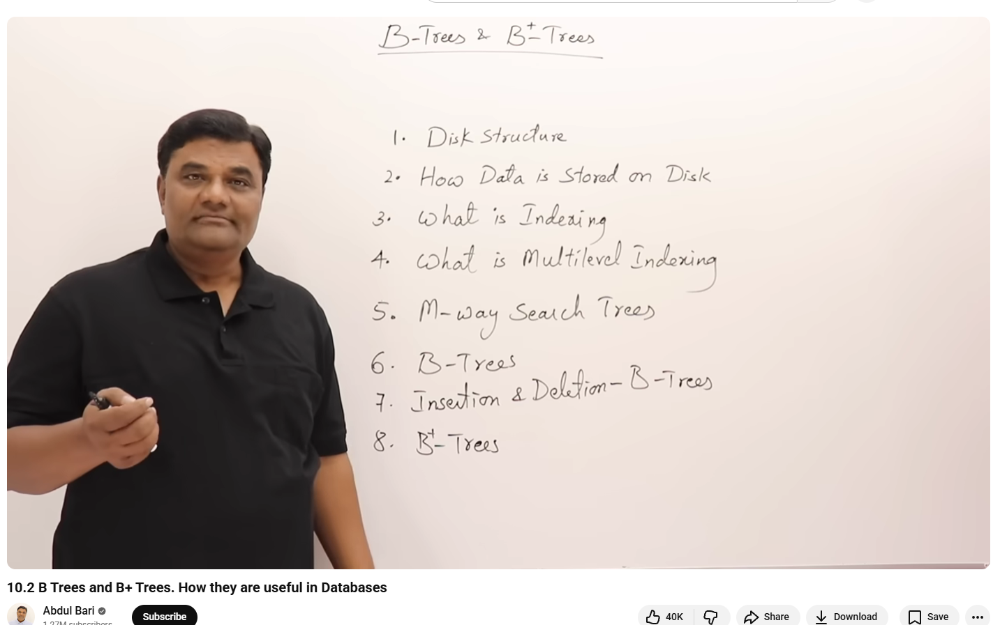 B-Trees & B+-Trees
1. Disk Structure
2. How Data is Stored on Disk
3. What is Indexing
4. What is Multilevel Indexing
5. M-way Search Trees
6. B-Trees
7. Insertion & Deletion - B-Trees
8. B+-Trees
10.2 B Trees and B+ Trees. How they are useful in Databases
Abdul Bari
1.27M subscribers
Subscribe
40K
Share
Download
Save